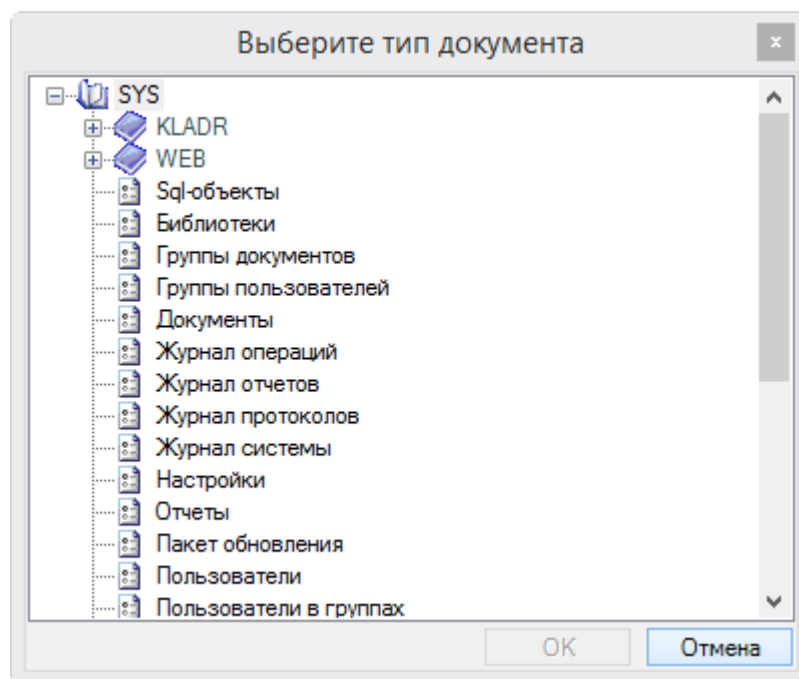 Выберите тип документа
x
SYS
KLADR
WEB
Sql-объекты
Библиотеки
Группы документов
Группы пользователей
Документы
Журнал операций
Журнал отчетов
Журнал протоколов
Журнал системы
Настройки
Отчеты
Пакет обновления
Пользователи
Пользователи в группах
OK Отмена